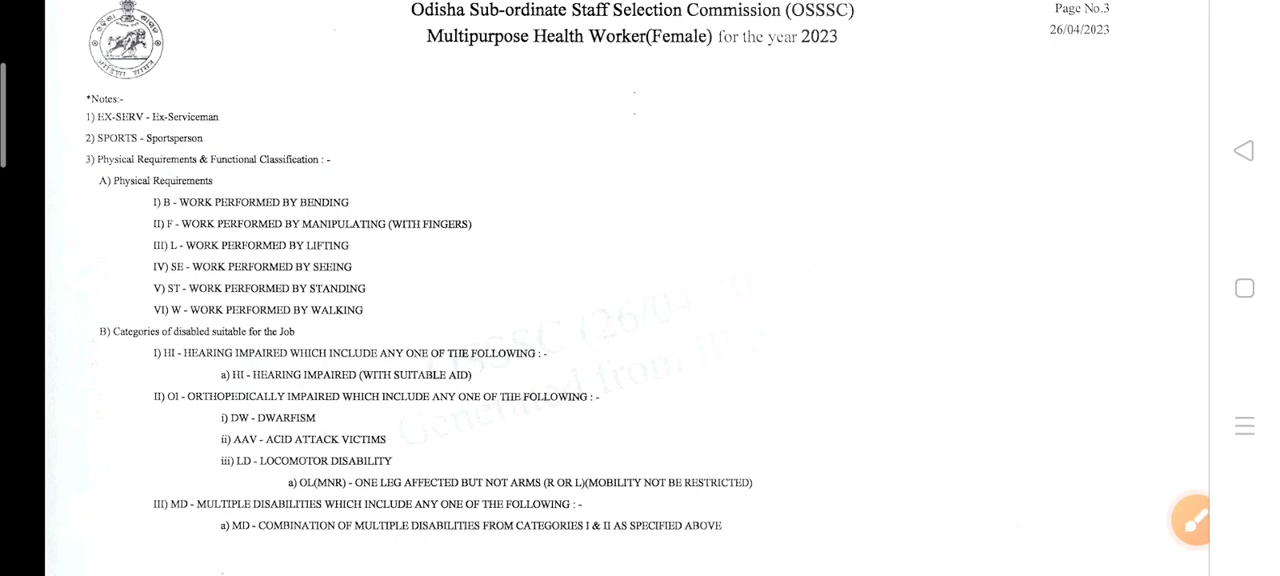 Odisha Sub-ordinate Staff Selection Commission (OSSSC)
Multipurpose Health Worker(Female) for the year 2023
Page No.3
26/04/2023
*Notes:-
1) EX-SERV - Ex-Serviceman
2) SPORTS - Sportsperson
3) Physical Requirements & Functional Classification : -
A) Physical Requirements
I) B - WORK PERFORMED BY BENDING
II) F - WORK PERFORMED BY MANIPULATING (WITH FINGERS)
III) L - WORK PERFORMED BY LIFTING
IV) SE - WORK PERFORMED BY SEEING
V) ST - WORK PERFORMED BY STANDING
VI) W - WORK PERFORMED BY WALKING
B) Categories of disabled suitable for the Job
I) HI - HEARING IMPAIRED WHICH INCLUDE ANY ONE OF THE FOLLOWING : -
a) HI - HEARING IMPAIRED (WITH SUITABLE AID)
II) OI - ORTHOPEDICALLY IMPAIRED WHICH INCLUDE ANY ONE OF THE FOLLOWING : -
i) DW - DWARFISM
ii) AAV - ACID ATTACK VICTIMS
iii) LD - LOCOMOTOR DISABILITY
a) OL(MNR) - ONE LEG AFFECTED BUT NOT ARMS (R OR L)(MOBILITY NOT BE RESTRICTED)
III) MD - MULTIPLE DISABILITIES WHICH INCLUDE ANY ONE OF THE FOLLOWING : -
a) MD - COMBINATION OF MULTIPLE DISABILITIES FROM CATEGORIES I & II AS SPECIFIED ABOVE
OSSSC (26/04/
Generated from IP